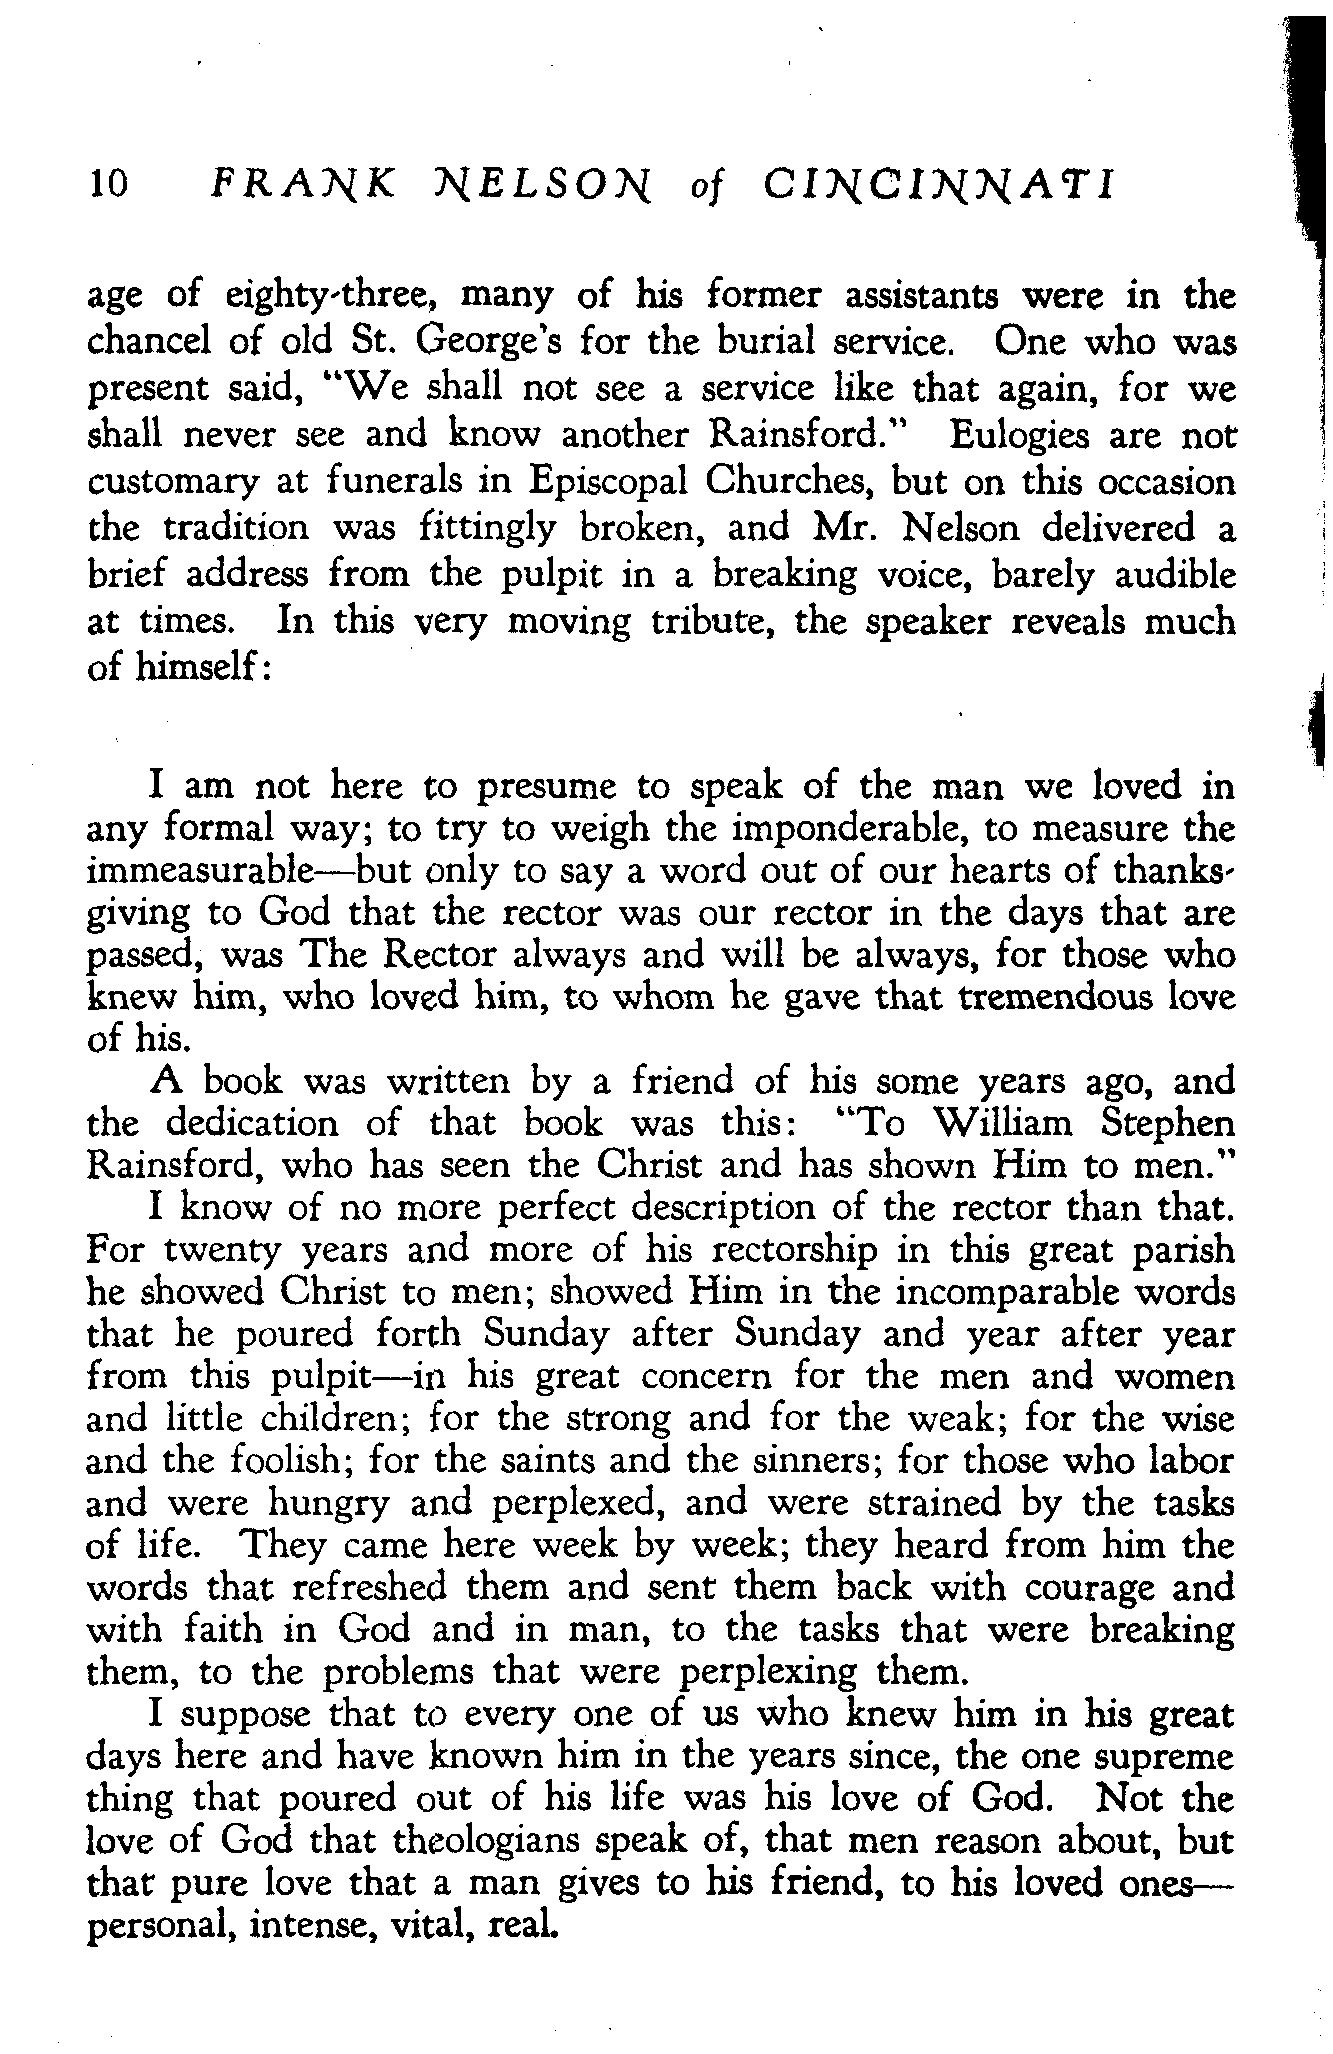 10 FRANK NELSON of CINCINNATI
age of eighty-three, many of his former assistants were in the
chancel of old St. George's for the burial service. One who was
present said, “We shall not see a service like that again, for we
shall never see and know another Rainsford.” Eulogies are not
customary at funerals in Episcopal Churches, but on this occasion
the tradition was fittingly broken, and Mr. Nelson delivered a
brief address from the pulpit in a breaking voice, barely audible
at times. In this very moving tribute, the speaker reveals much
of himself:
I am not here to presume to speak of the man we loved in
any formal way; to try to weigh the imponderable, to measure the
immeasurable—but only to say a word out of our hearts of thanks-
giving to God that the rector was our rector in the days that are
passed, was The Rector always and will be always, for those who
knew him, who loved him, to whom he gave that tremendous love
of his.
A book was written by a friend of his some years ago, and
the dedication of that book was this: “To William Stephen
Rainsford, who has seen the Christ and has shown Him to men.”
I know of no more perfect description of the rector than that.
For twenty years and more of his rectorship in this great parish
he showed Christ to men; showed Him in the incomparable words
that he poured forth Sunday after Sunday and year after year
from this pulpit—in his great concern for the men and women
and little children; for the strong and for the weak; for the wise
and the foolish; for the saints and the sinners; for those who labor
and were hungry and perplexed, and were strained by the tasks
of life. They came here week by week; they heard from him the
words that refreshed them and sent them back with courage and
with faith in God and in man, to the tasks that were breaking
them, to the problems that were perplexing them.
I suppose that to every one of us who knew him in his great
days here and have known him in the years since, the one supreme
thing that poured out of his life was his love of God. Not the
love of God that theologians speak of, that men reason about, but
that pure love that a man gives to his friend, to his loved ones—
personal, intense, vital, real.